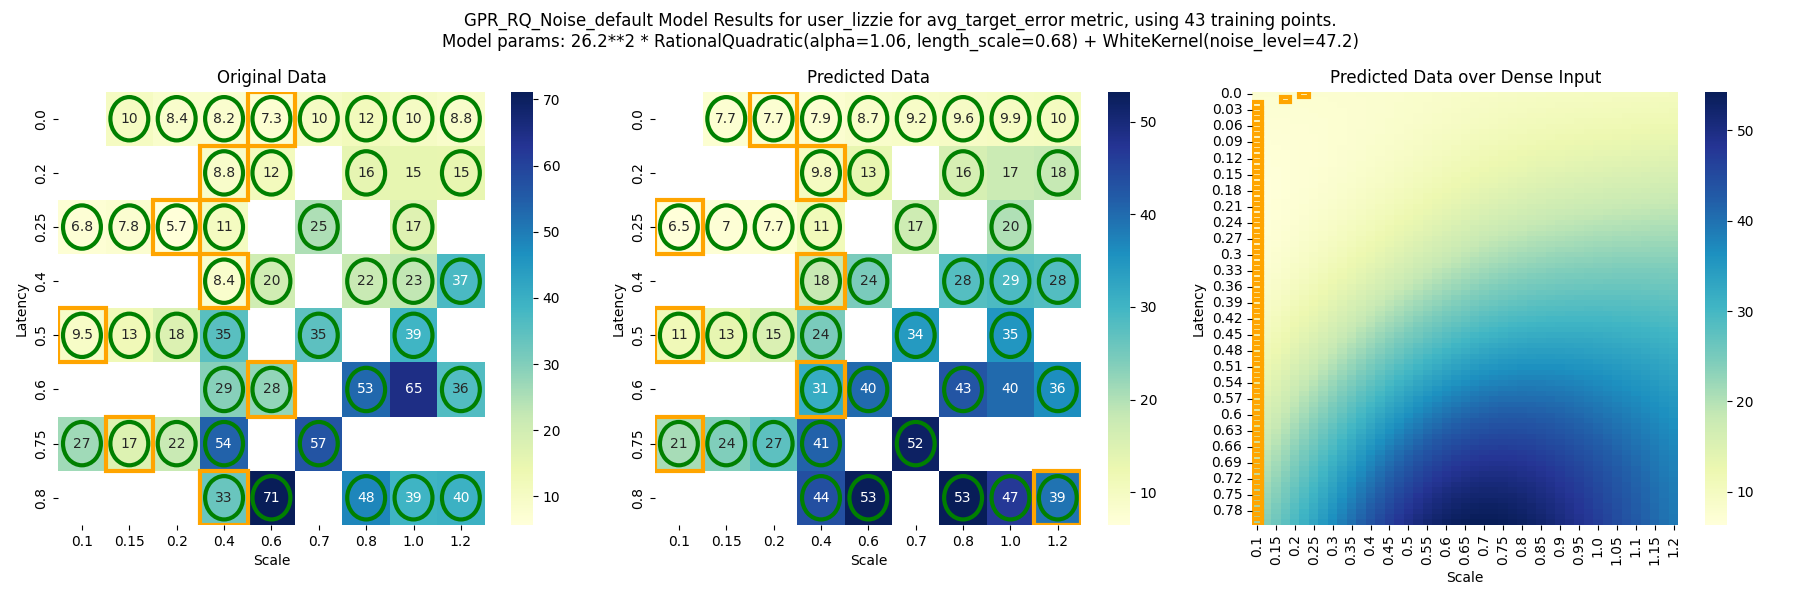 GPR_RQ_Noise_default Model Results for user_lizzie for avg_target_error metric, using 43 training points.
Model params: 26.2**2 * RationalQuadratic(alpha=1.06, length_scale=0.68) + WhiteKernel(noise_level=47.2)
Original Data
0.0 10 8.4 8.2 7.3 10 12 10 8.8
0.2 8.8 12 16 15 15
0.25 6.8 7.8 5.7 11 25 17
0.4 8.4 20 22 23 37
0.5 9.5 13 18 35 35 39
0.6 29 28 53 65 36
0.75 27 17 22 54 57
0.8 33 71 48 39 40
0.1 0.15 0.2 0.4 0.6 0.7 0.8 1.0 1.2
Scale
Latency
70
60
50
40
30
20
10
Predicted Data
0.0 7.7 7.7 7.9 8.7 9.2 9.6 9.9 10
0.2 9.8 13 16 17 18
0.25 6.5 7 7.7 11 17 20
0.4 18 24 28 29 28
0.5 11 13 15 24 34 35
0.6 31 40 43 40 36
0.75 21 24 27 41 52
0.8 44 53 53 47 39
0.1 0.15 0.2 0.4 0.6 0.7 0.8 1.0 1.2
Scale
Latency
50
40
30
20
10
Predicted Data over Dense Input
0.0
0.03
0.06
0.09
0.12
0.15
0.18
0.21
0.24
0.27
0.3
0.33
0.36
0.39
0.42
0.45
0.48
0.51
0.54
0.57
0.6
0.63
0.66
0.69
0.72
0.75
0.78
0.1 0.15 0.2 0.25 0.3 0.35 0.4 0.45 0.5 0.55 0.6 0.65 0.7 0.75 0.8 0.85 0.9 0.95 1.0 1.05 1.1 1.15 1.2
Scale
Latency
50
40
30
20
10